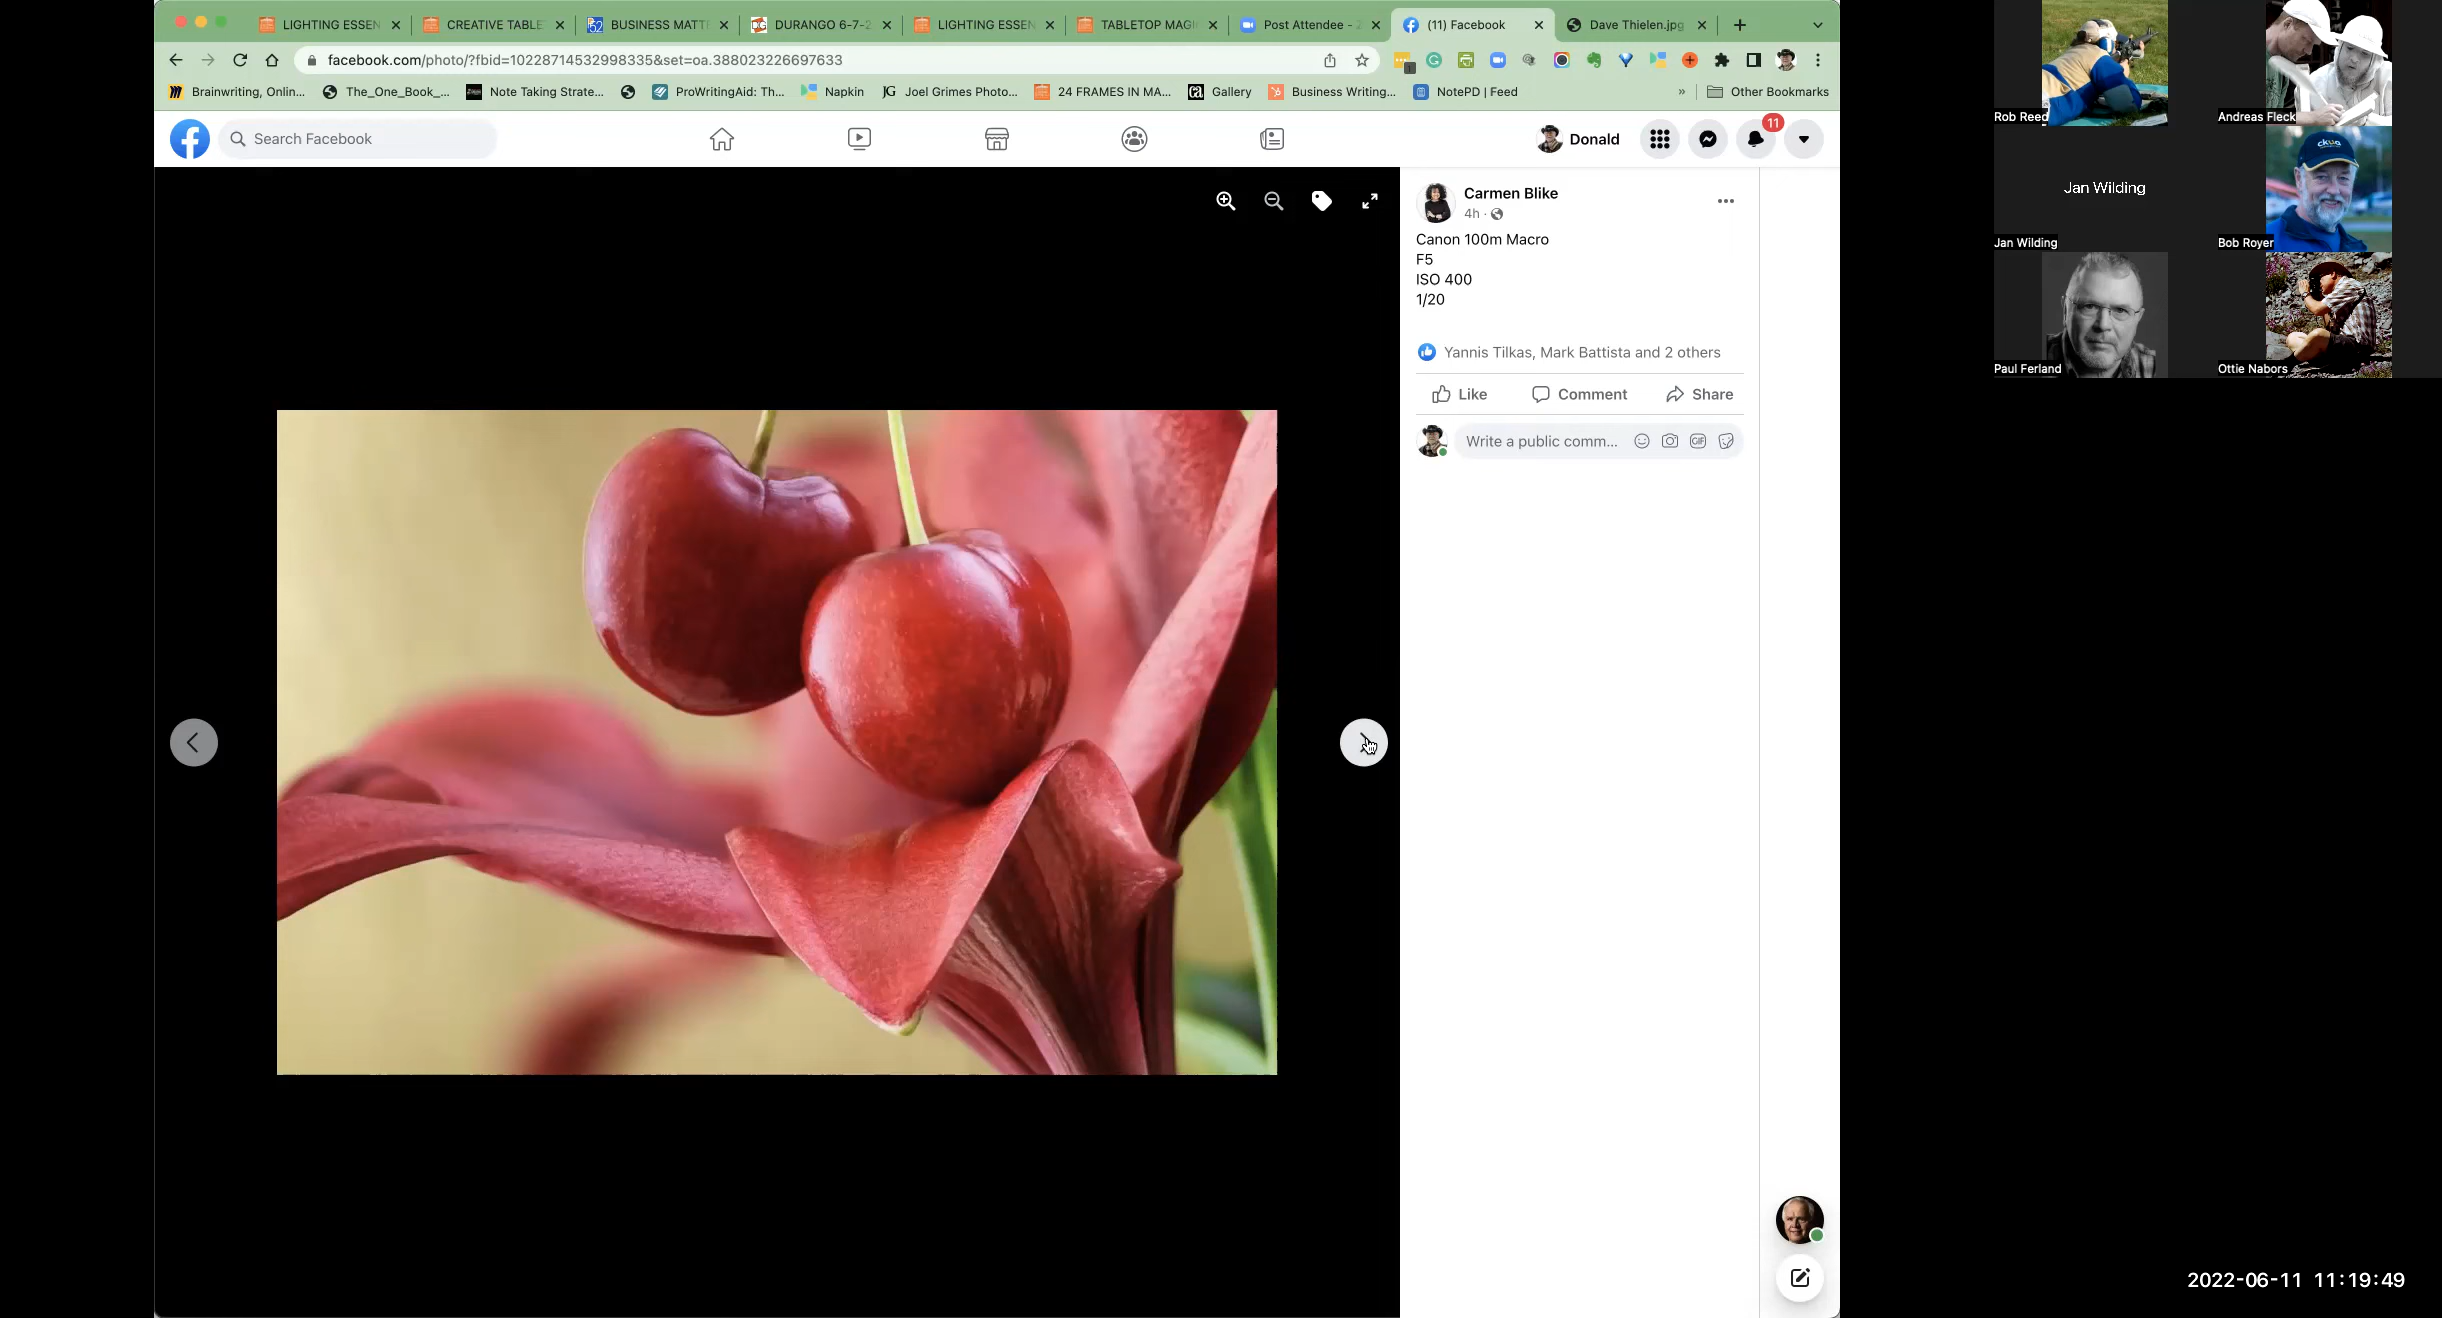 LIGHTING ESSEN
CREATIVE TABLE
BUSINESS MATT
DURANGO 6-7-2
LIGHTING ESSEN
TABLETOP MAGI
Post Attendee - Z
(11) Facebook
Dave Thielen.jpg
facebook.com/photo/?fbid=10228714532998335&set=oa.388023226697633
Brainwriting, Onlin...
The_One_Book_...
Note Taking Strate...
ProWritingAid: Th...
Napkin
JG Joel Grimes Photo...
24 FRAMES IN MA...
Gallery
Business Writing...
NotePD | Feed
»
Other Bookmarks
Search Facebook
Donald
11
Carmen Blike
4h ·
Canon 100m Macro
F5
ISO 400
1/20
Yannis Tilkas, Mark Battista and 2 others
Like
Comment
Share
Write a public comm...
GIF
Rob Reed
Andreas Fleck
Jan Wilding
Jan Wilding
ckua
Bob Royer
Paul Ferland
Ottie Nabors
2022-06-11 11:19:49